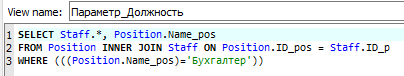 View name: Параметр_Должность
1 SELECT Staff.*, Position.Name_pos
2 FROM Position INNER JOIN Staff ON Position.ID_pos = Staff.ID_p
3 WHERE (((Position.Name_pos)='Бухгалтер'))